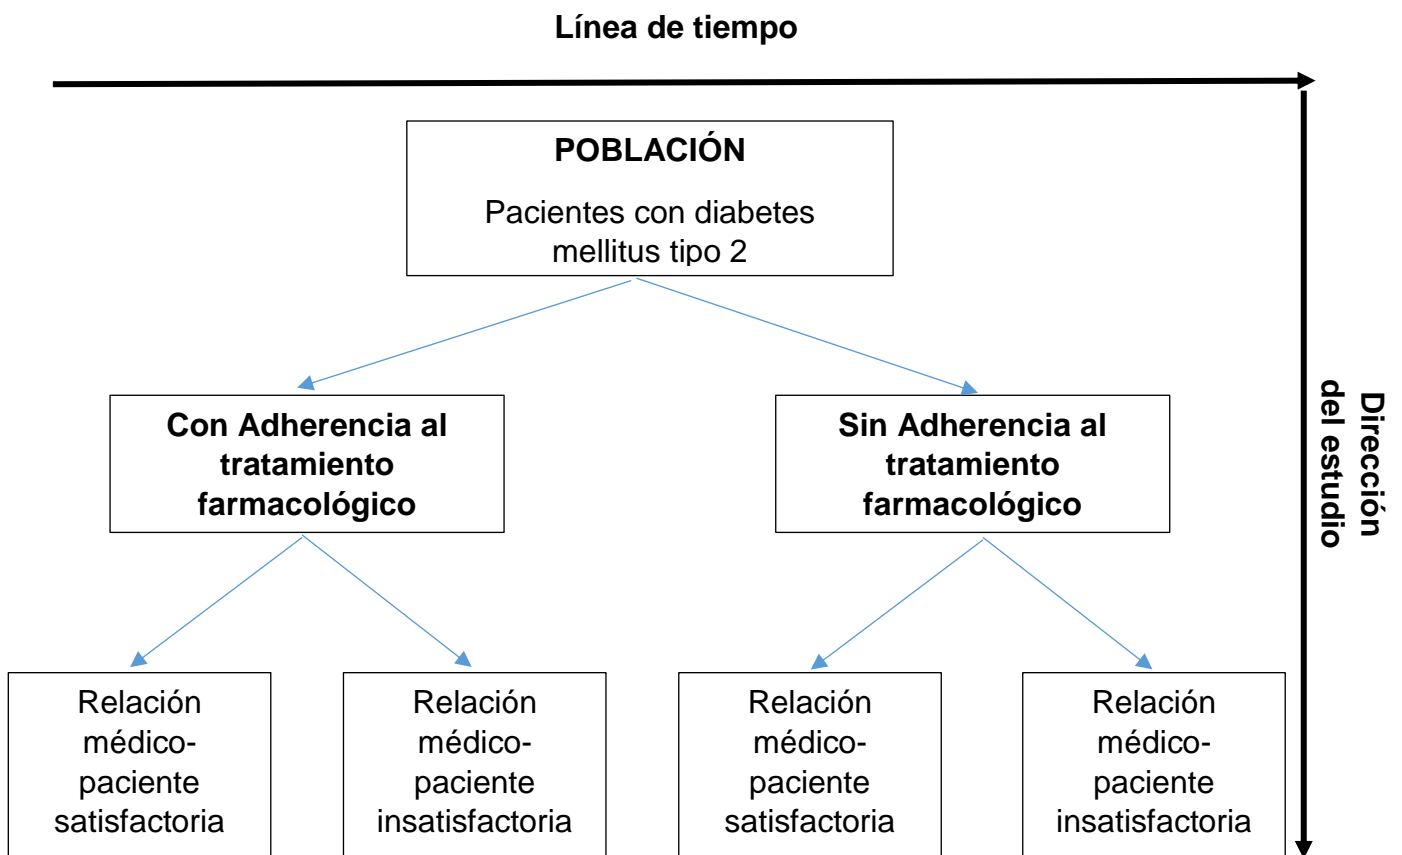 Línea de tiempo
POBLACIÓN
Pacientes con diabetes
mellitus tipo 2
Con Adherencia al
tratamiento
farmacológico
Sin Adherencia al
tratamiento
farmacológico
Dirección
del estudio
Relación
médico-
paciente
satisfactoria
Relación
médico-
paciente
insatisfactoria
Relación
médico-
paciente
satisfactoria
Relación
médico-
paciente
insatisfactoria